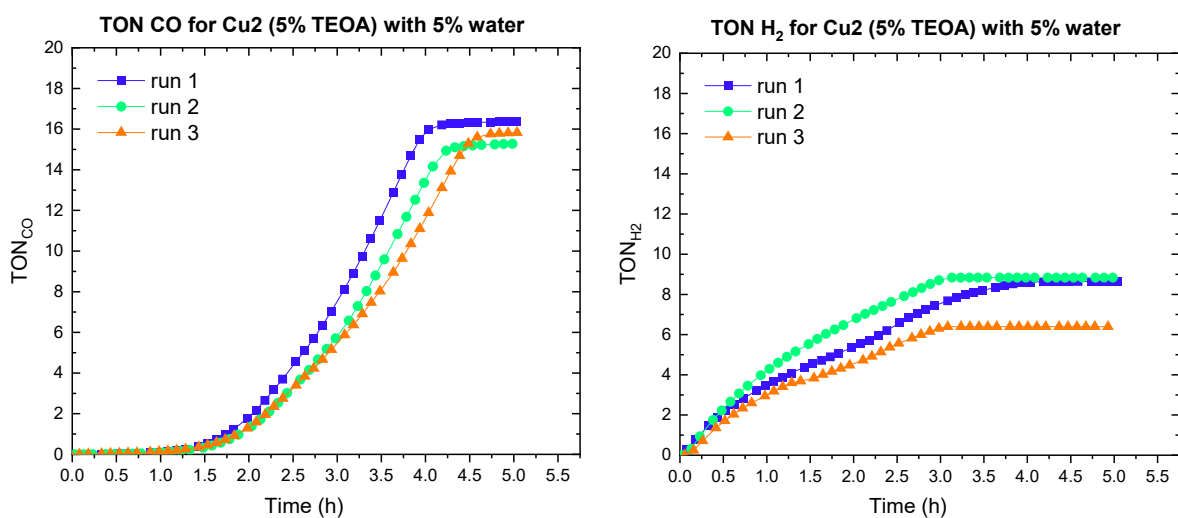 TON CO for Cu2 (5% TEOA) with 5% water
20
18
16
14
12
10
8
6
4
2
0
TON_CO
run 1
run 2
run 3
0.0 0.5 1.0 1.5 2.0 2.5 3.0 3.5 4.0 4.5 5.0 5.5
Time (h)
TON H₂ for Cu2 (5% TEOA) with 5% water
20
18
16
14
12
10
8
6
4
2
0
TON_H2
run 1
run 2
run 3
0.0 0.5 1.0 1.5 2.0 2.5 3.0 3.5 4.0 4.5 5.0 5.5
Time (h)